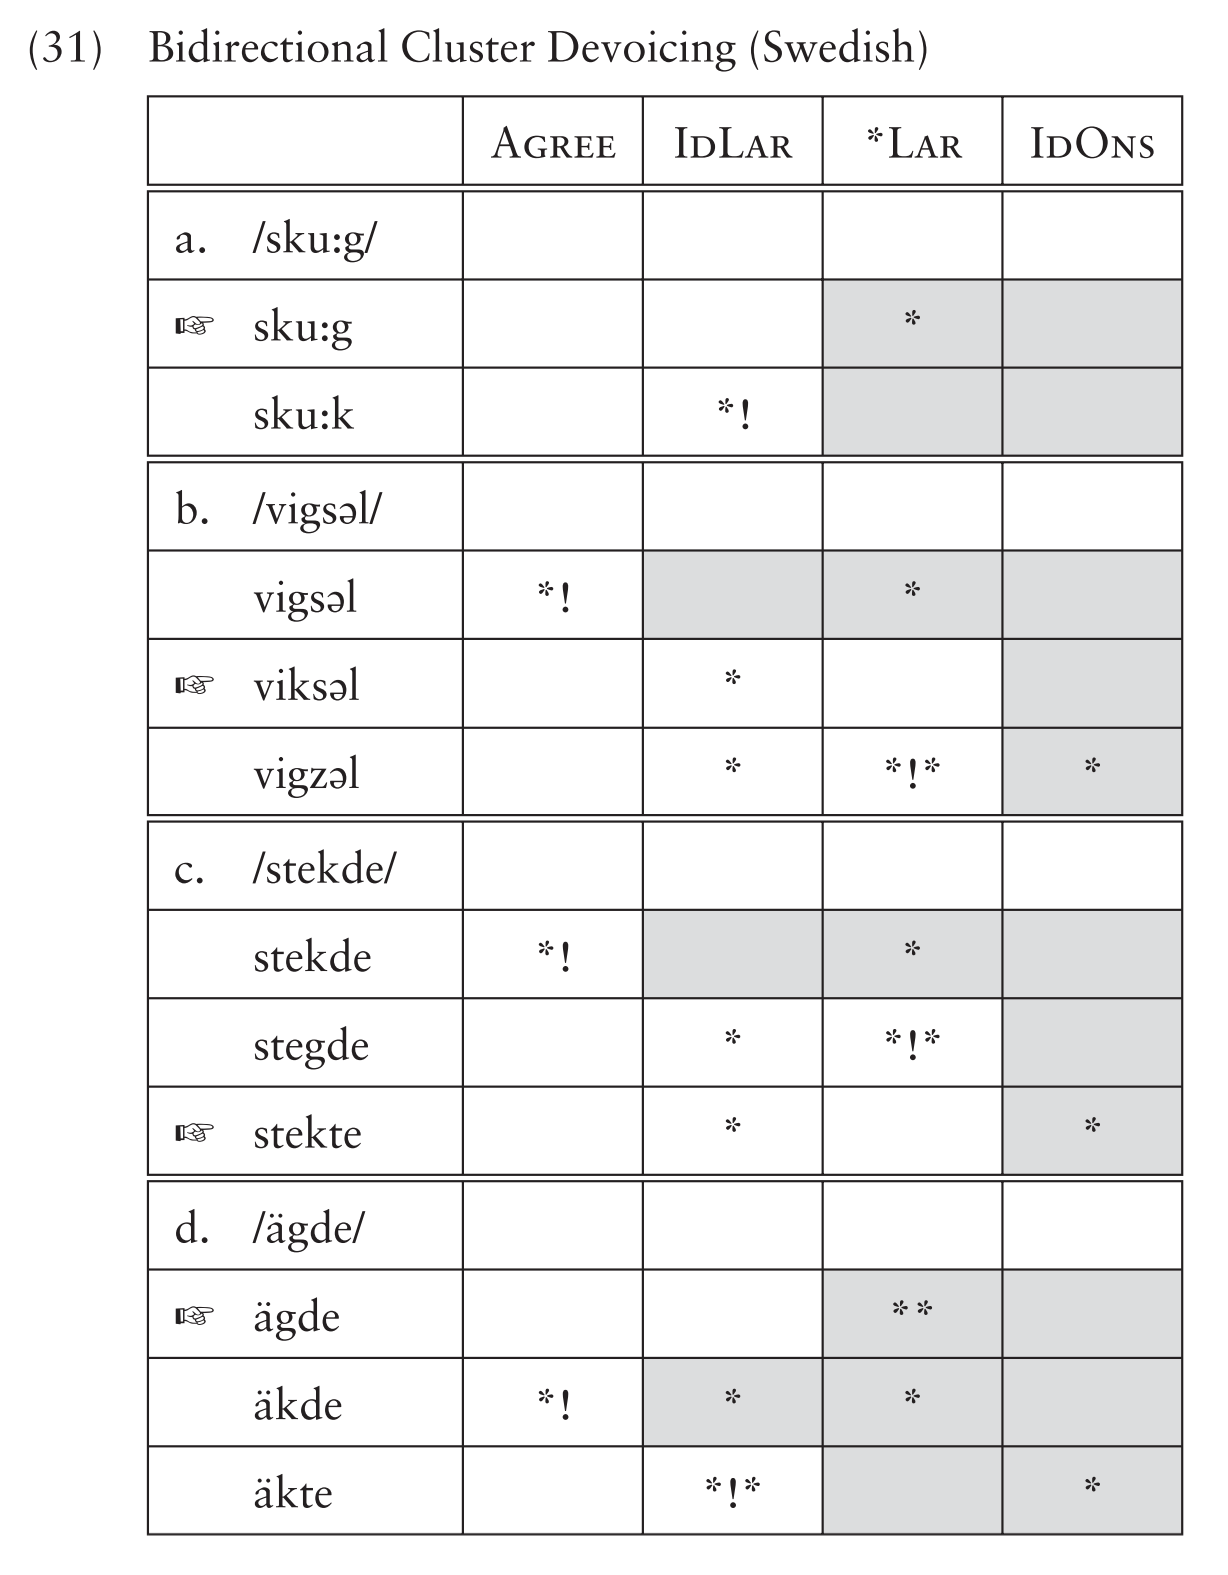 (31) Bidirectional Cluster Devoicing (Swedish)
AGREE IDLAR *LAR IDONS
a. /sku:g/
☞ sku:g *
sku:k *!
b. /vigsəl/
vigsəl *! *
☞ viksəl *
vigzəl * *!* *
c. /stekde/
stekde *! *
stegde * *!*
☞ stekte * *
d. /ägde/
☞ ägde **
äkde *! * *
äkte *!* *